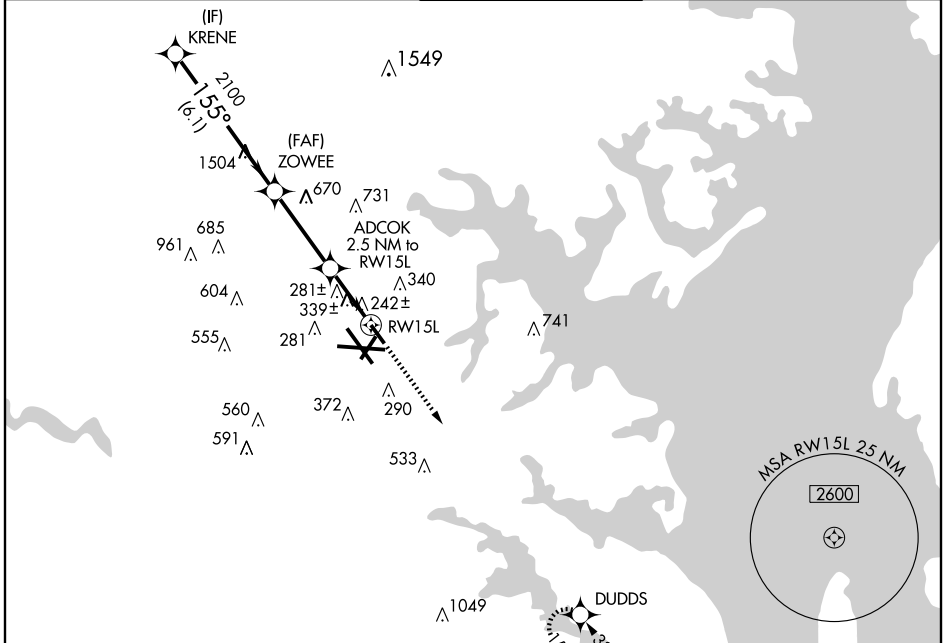 (IF)
KRENE
2100
155°
(6.1)
1549
(FAF)
ZOWEE
1504
670
731
ADCOK
2.5 NM to
RW15L
685
961
340
281±
604
339±
242±
RW15L
281
741
555
290
372
560
591
533
MSA RW15L 25 NM
2600
DUDDS
1049